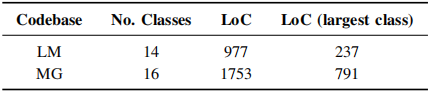 Codebase No. Classes LoC LoC (largest class)
LM 14 977 237
MG 16 1753 791